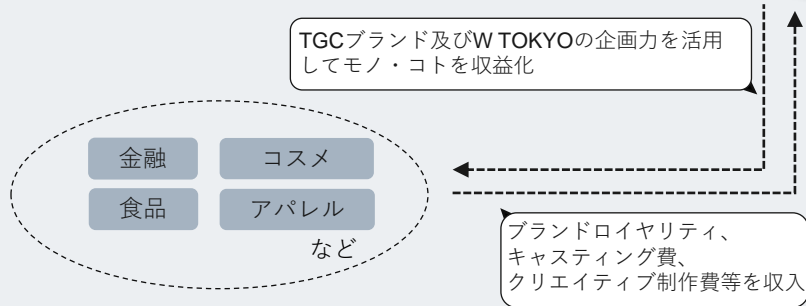 TGCブランド及びW TOKYOの企画力を活用
してモノ・コトを収益化
金融
コスメ
食品
アパレル
など
ブランドロイヤリティ、
キャスティング費、
クリエイティブ制作費等を収入